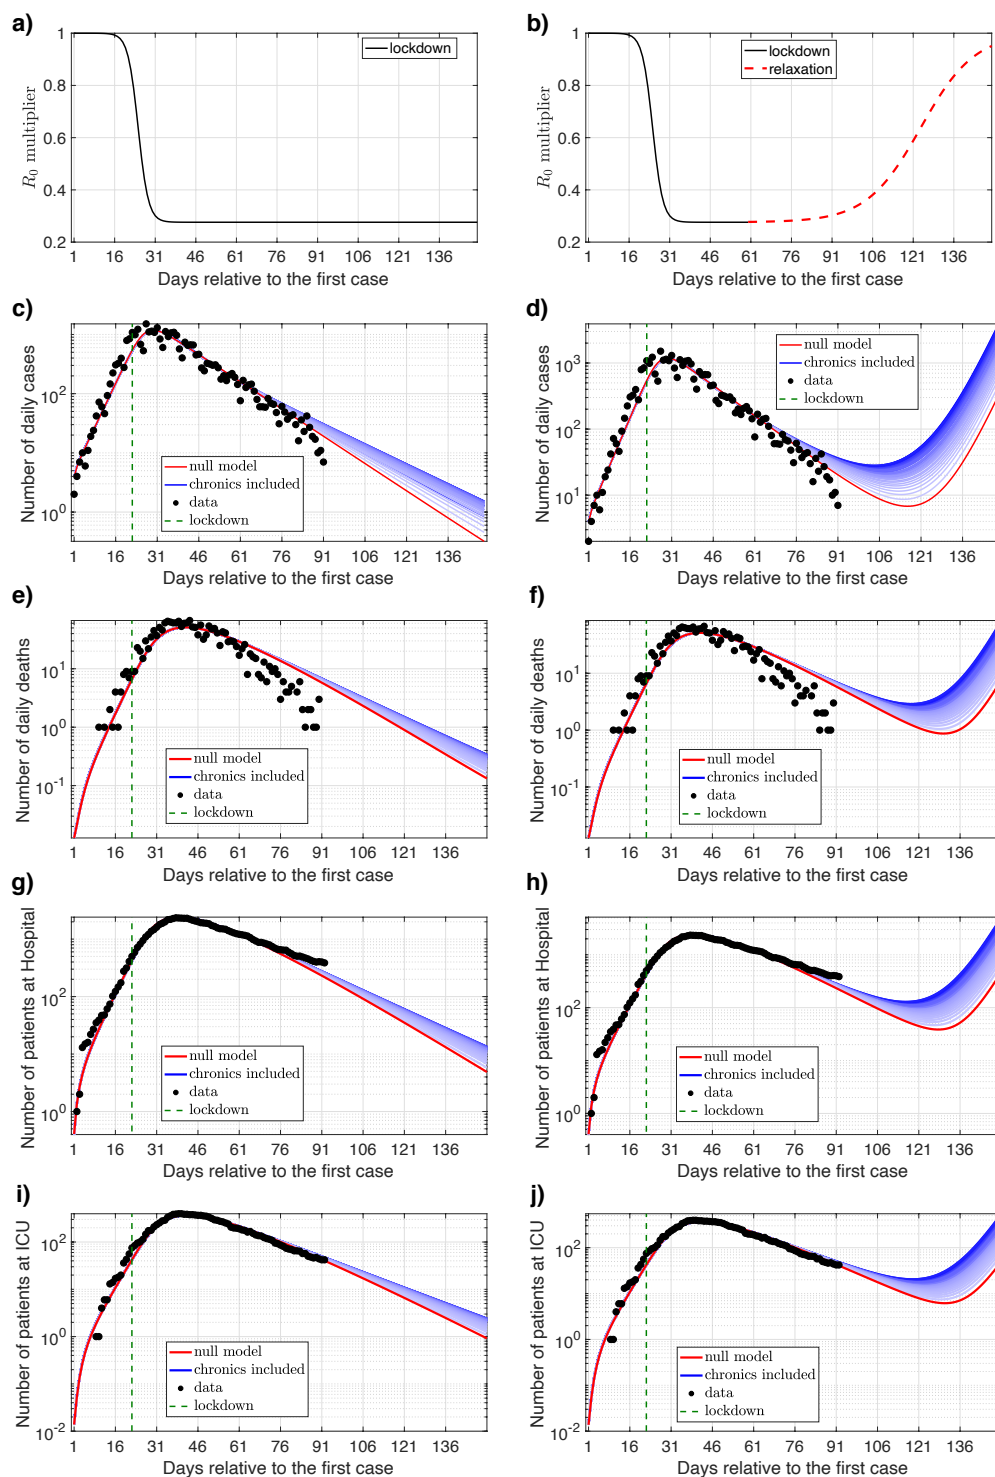 a)
1
0.8
0.6
0.4
0.2
R0 multiplier
lockdown
1 16 31 46 61 76 91 106 121 136
Days relative to the first case
b)
1
0.8
0.6
0.4
0.2
R0 multiplier
lockdown
relaxation
1 16 31 46 61 76 91 106 121 136
Days relative to the first case
c)
10^2
10^0
Number of daily cases
null model
chronics included
data
lockdown
1 16 31 46 61 76 91 106 121 136
Days relative to the first case
d)
10^3
10^2
10^1
Number of daily cases
null model
chronics included
data
lockdown
1 16 31 46 61 76 91 106 121 136
Days relative to the first case
e)
10^1
10^0
10^-1
Number of daily deaths
null model
chronics included
data
lockdown
1 16 31 46 61 76 91 106 121 136
Days relative to the first case
f)
10^1
10^0
10^-1
Number of daily deaths
null model
chronics included
data
lockdown
1 16 31 46 61 76 91 106 121 136
Days relative to the first case
g)
10^2
10^0
Number of patients at Hospital
null model
chronics included
data
lockdown
1 16 31 46 61 76 91 106 121 136
Days relative to the first case
h)
10^2
10^0
Number of patients at Hospital
null model
chronics included
data
lockdown
1 16 31 46 61 76 91 106 121 136
Days relative to the first case
i)
10^2
10^0
10^-2
Number of patients at ICU
null model
chronics included
data
lockdown
1 16 31 46 61 76 91 106 121 136
Days relative to the first case
j)
10^2
10^0
10^-2
Number of patients at ICU
null model
chronics included
data
lockdown
1 16 31 46 61 76 91 106 121 136
Days relative to the first case